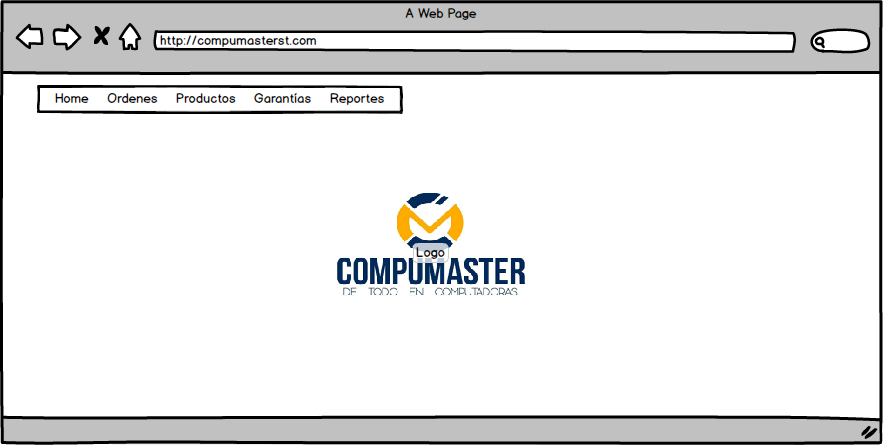 A Web Page
http://compumasterst.com
Home Ordenes Productos Garantías Reportes
Logo
COMPUMASTER
DE TODO EN COMPUTADORAS